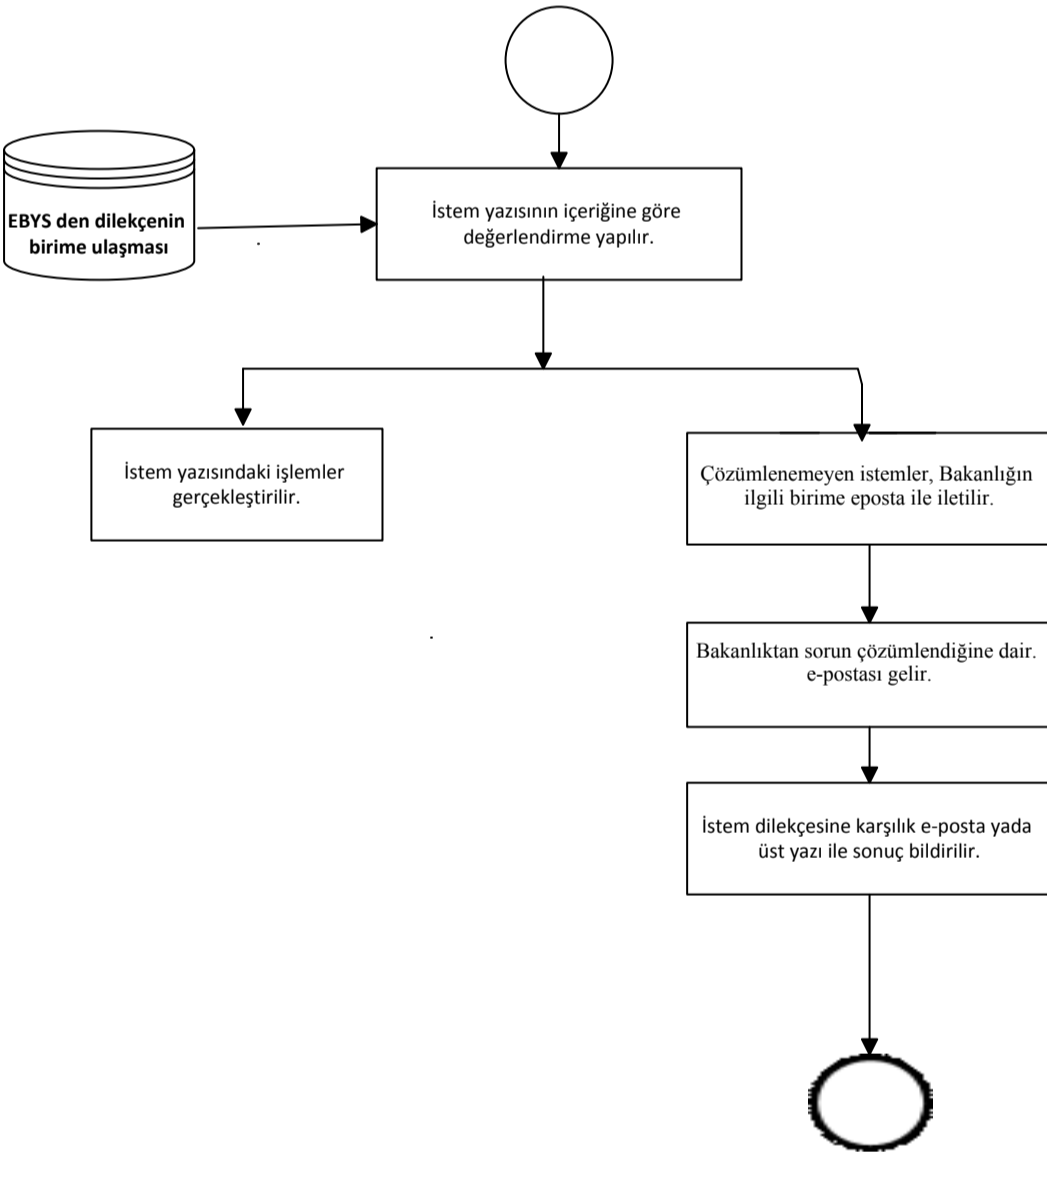 EBYS den dilekçenin
birime ulaşması
İstem yazısının içeriğine göre
değerlendirme yapılır.
İstem yazısındaki işlemler
gerçekleştirilir.
Çözümlenemeyen istemler, Bakanlığın
ilgili birime eposta ile iletilir.
Bakanlıktan sorun çözümlendiğine dair.
e-postası gelir.
İstem dilekçesine karşılık e-posta yada
üst yazı ile sonuç bildirilir.